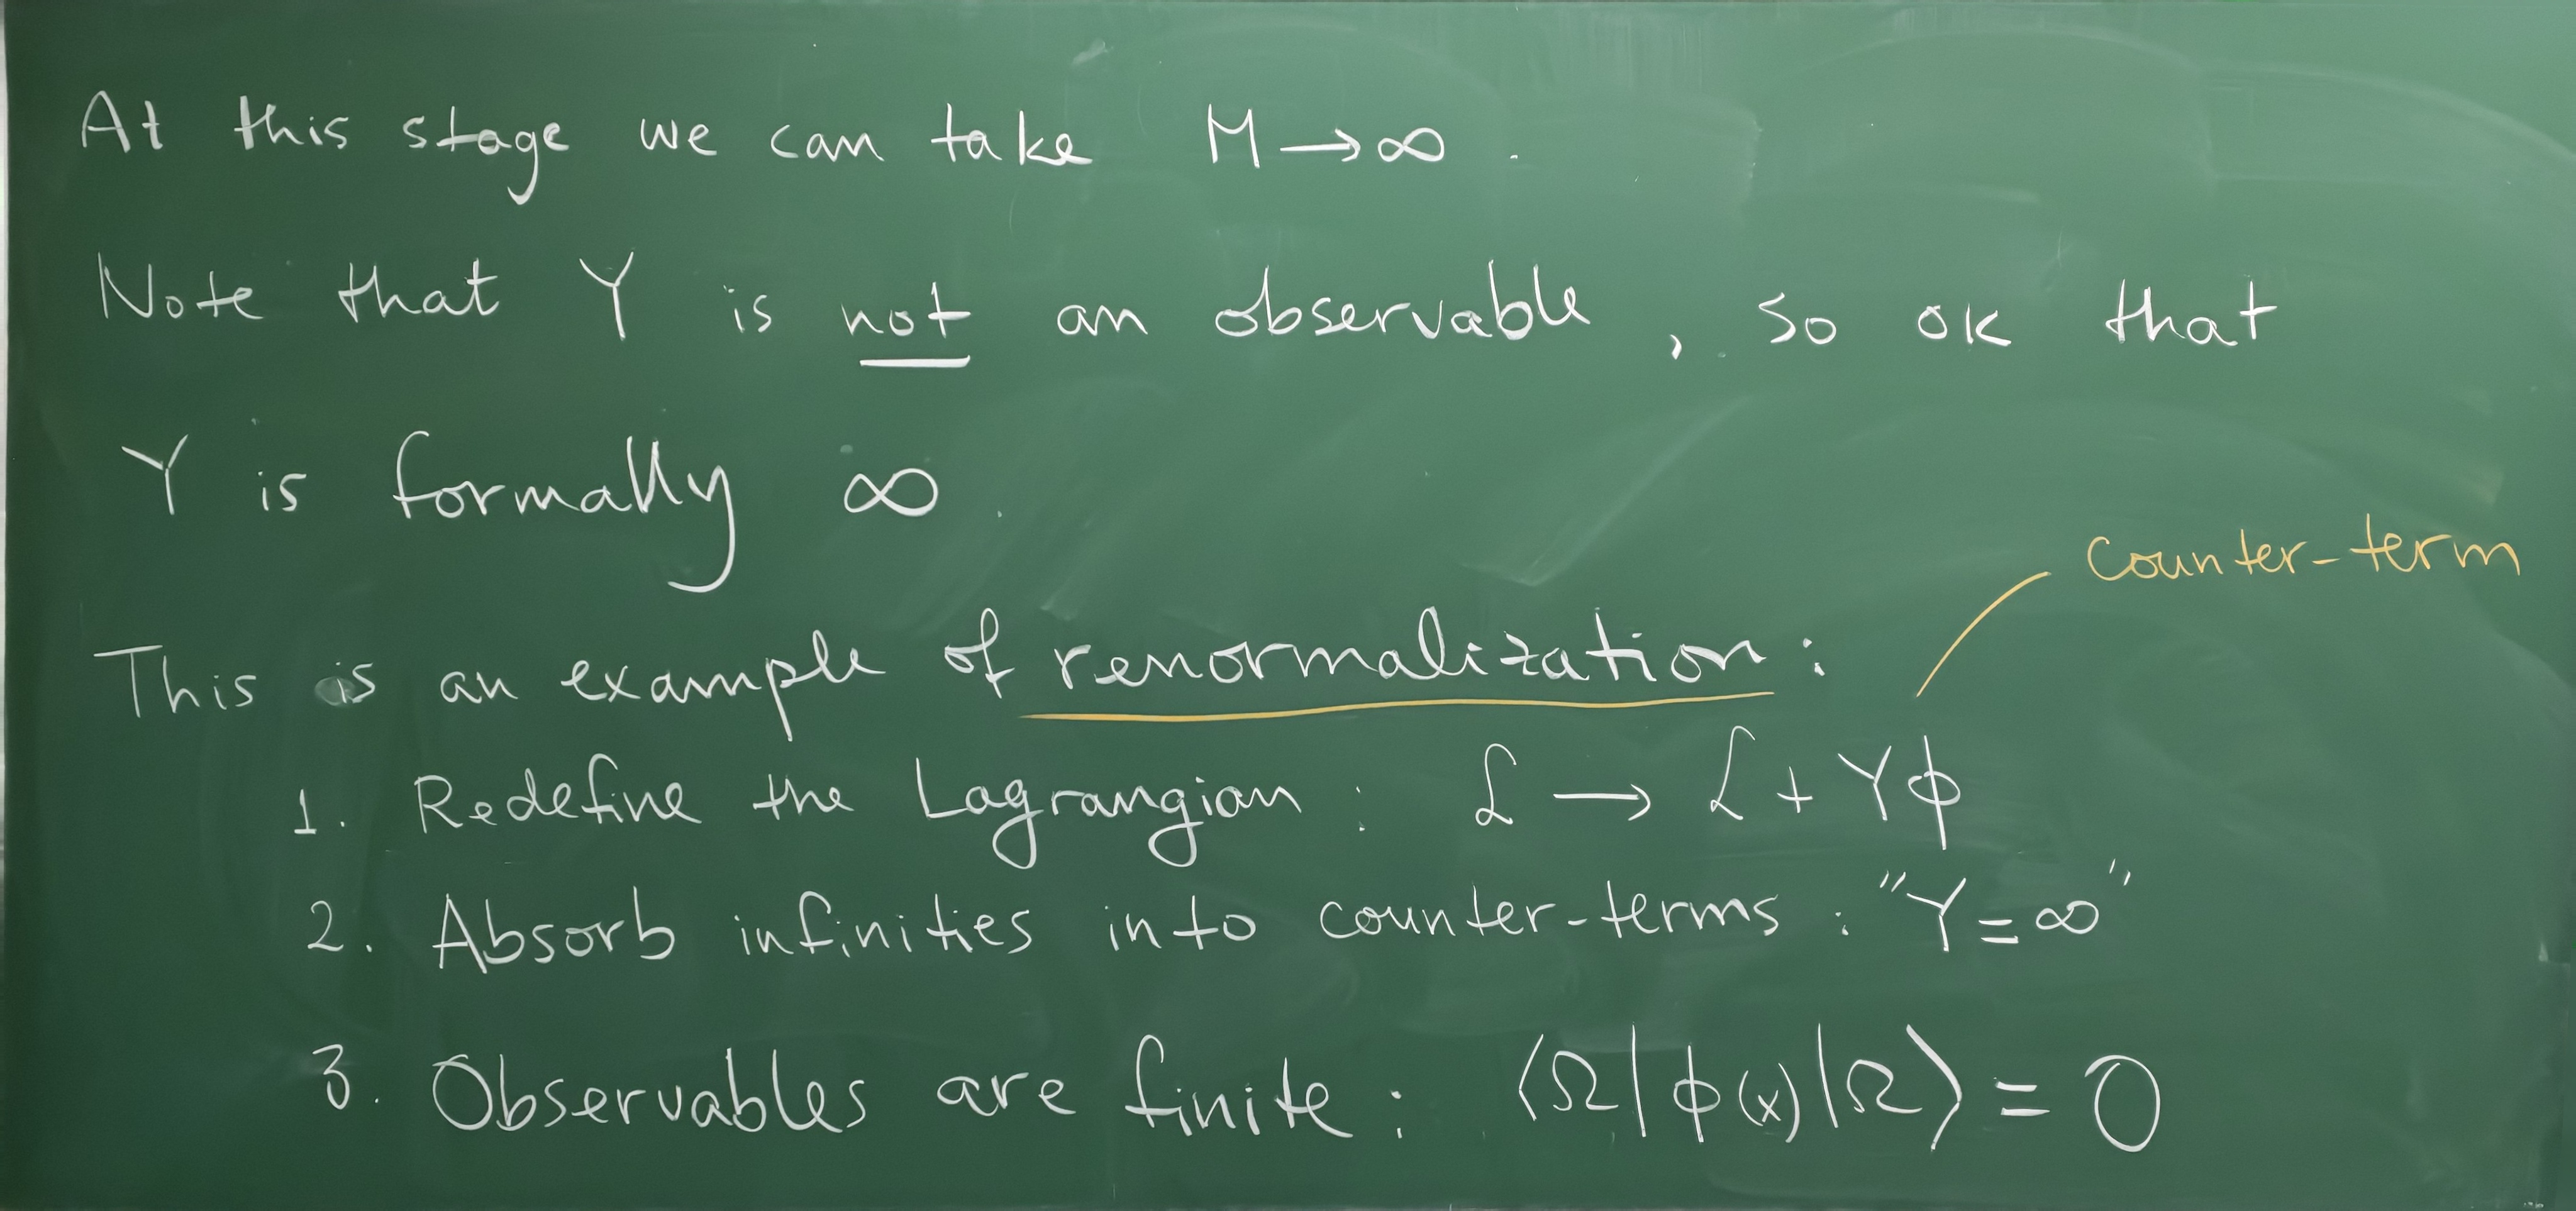 At this stage we can take M → ∞ .
Note that Y is not an observable , so ok that
Y is formally ∞ .
counter-term
This is an example of renormalization :
1. Redefine the Lagrangian : ℒ → ℒ + Yϕ
2. Absorb infinities into counter-terms : "Y = ∞"
3. Observables are finite : ⟨Ω|ϕ(x)|Ω⟩ = 0